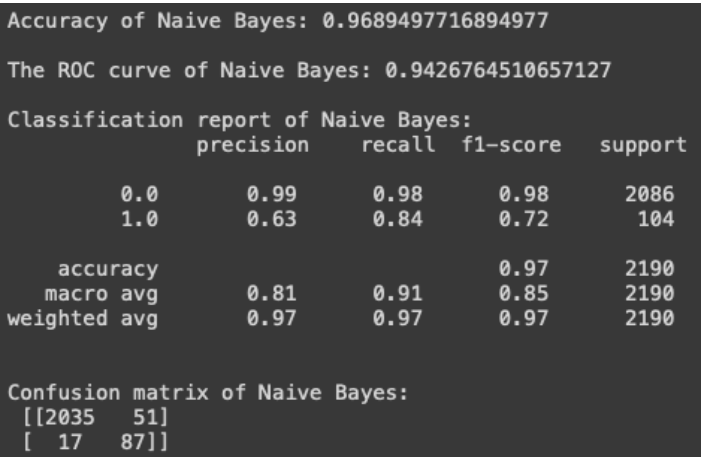 Accuracy of Naive Bayes: 0.9689497716894977
The ROC curve of Naive Bayes: 0.9426764510657127
Classification report of Naive Bayes:
precision recall f1-score support
0.0 0.99 0.98 0.98 2086
1.0 0.63 0.84 0.72 104
accuracy 0.97 2190
macro avg 0.81 0.91 0.85 2190
weighted avg 0.97 0.97 0.97 2190
Confusion matrix of Naive Bayes:
[[2035 51]
[ 17 87]]